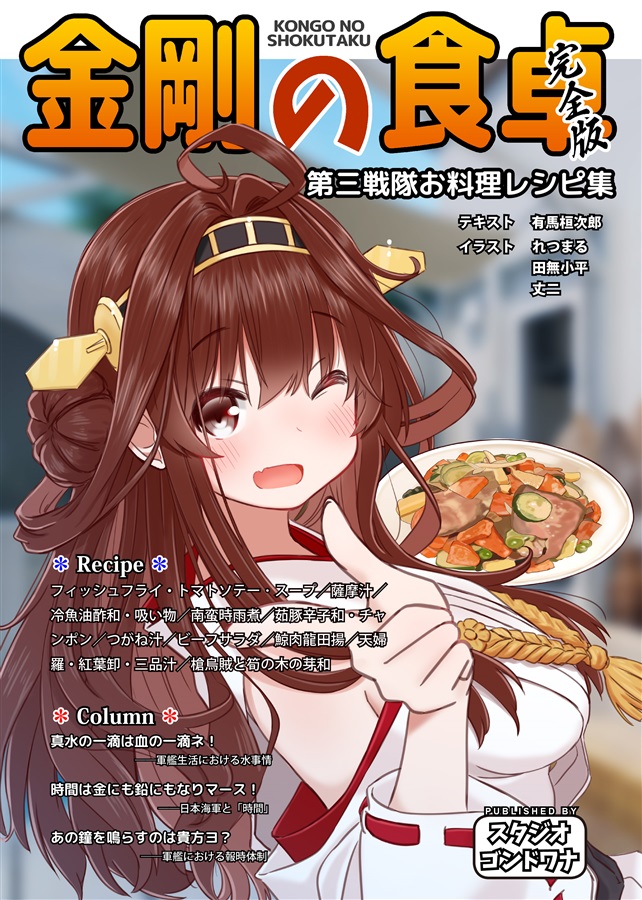 KONGO NO
SHOKUTAKU
金剛の食卓
完全版
第三戦隊お料理レシピ集
テキスト 有馬桓次郎
イラスト れつまる
田無小平
丈二
＊ Recipe ＊
フィッシュフライ・トマトソテー・スープ／薩摩汁／
冷魚油酢和・吸い物／南蛮時雨煮／茹豚辛子和・チャ
ンポン／つがね汁／ビーフサラダ／鯨肉龍田揚／天婦
羅・紅葉卸・三品汁／槍烏賊と筍の木の芽和
＊ Column ＊
真水の一滴は血の一滴ネ！
――軍艦生活における水事情
時間は金にも鉛にもなりマース！
――日本海軍と「時間」
あの鐘を鳴らすのは貴方ヨ？
――軍艦における報時体制
PUBLISHED BY
スタジオ
ゴンドワナ